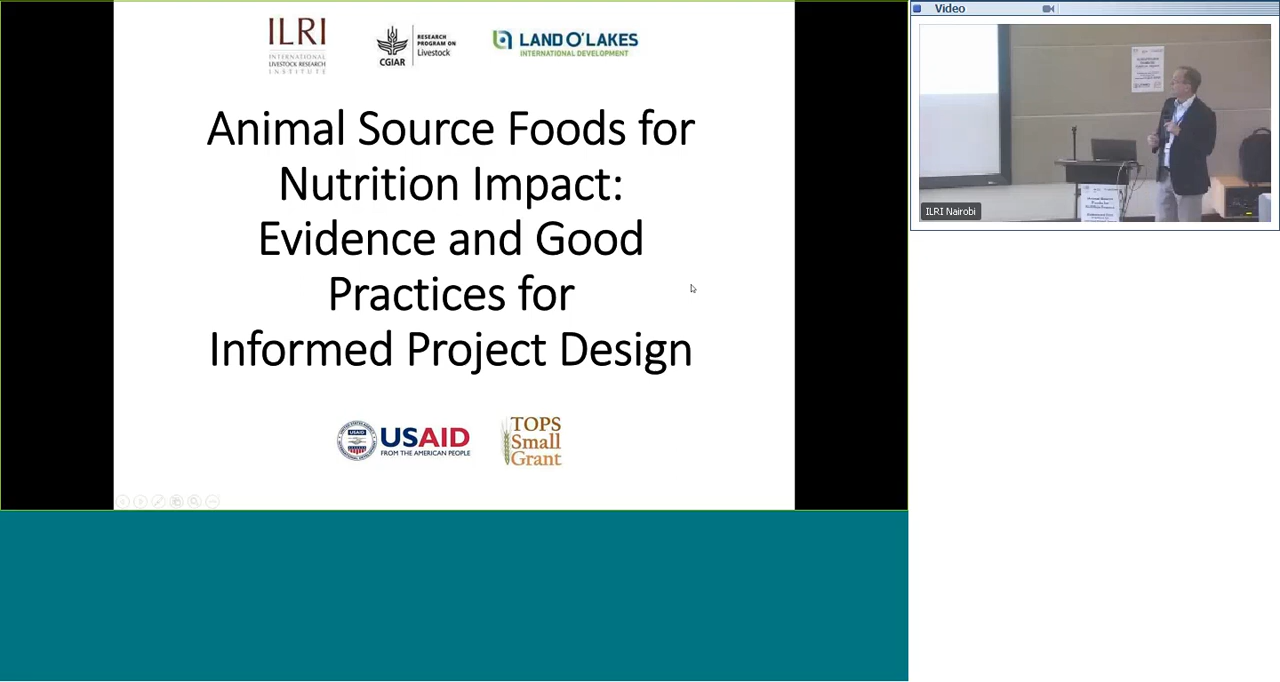 ILRI
INTERNATIONAL
LIVESTOCK RESEARCH
INSTITUTE
CGIAR
RESEARCH
PROGRAM ON
Livestock
LAND O'LAKES
INTERNATIONAL DEVELOPMENT
Animal Source Foods for
Nutrition Impact:
Evidence and Good
Practices for
Informed Project Design
USAID
USAID
FROM THE AMERICAN PEOPLE
TOPS
Small
Grant
Video
ILRI Nairobi